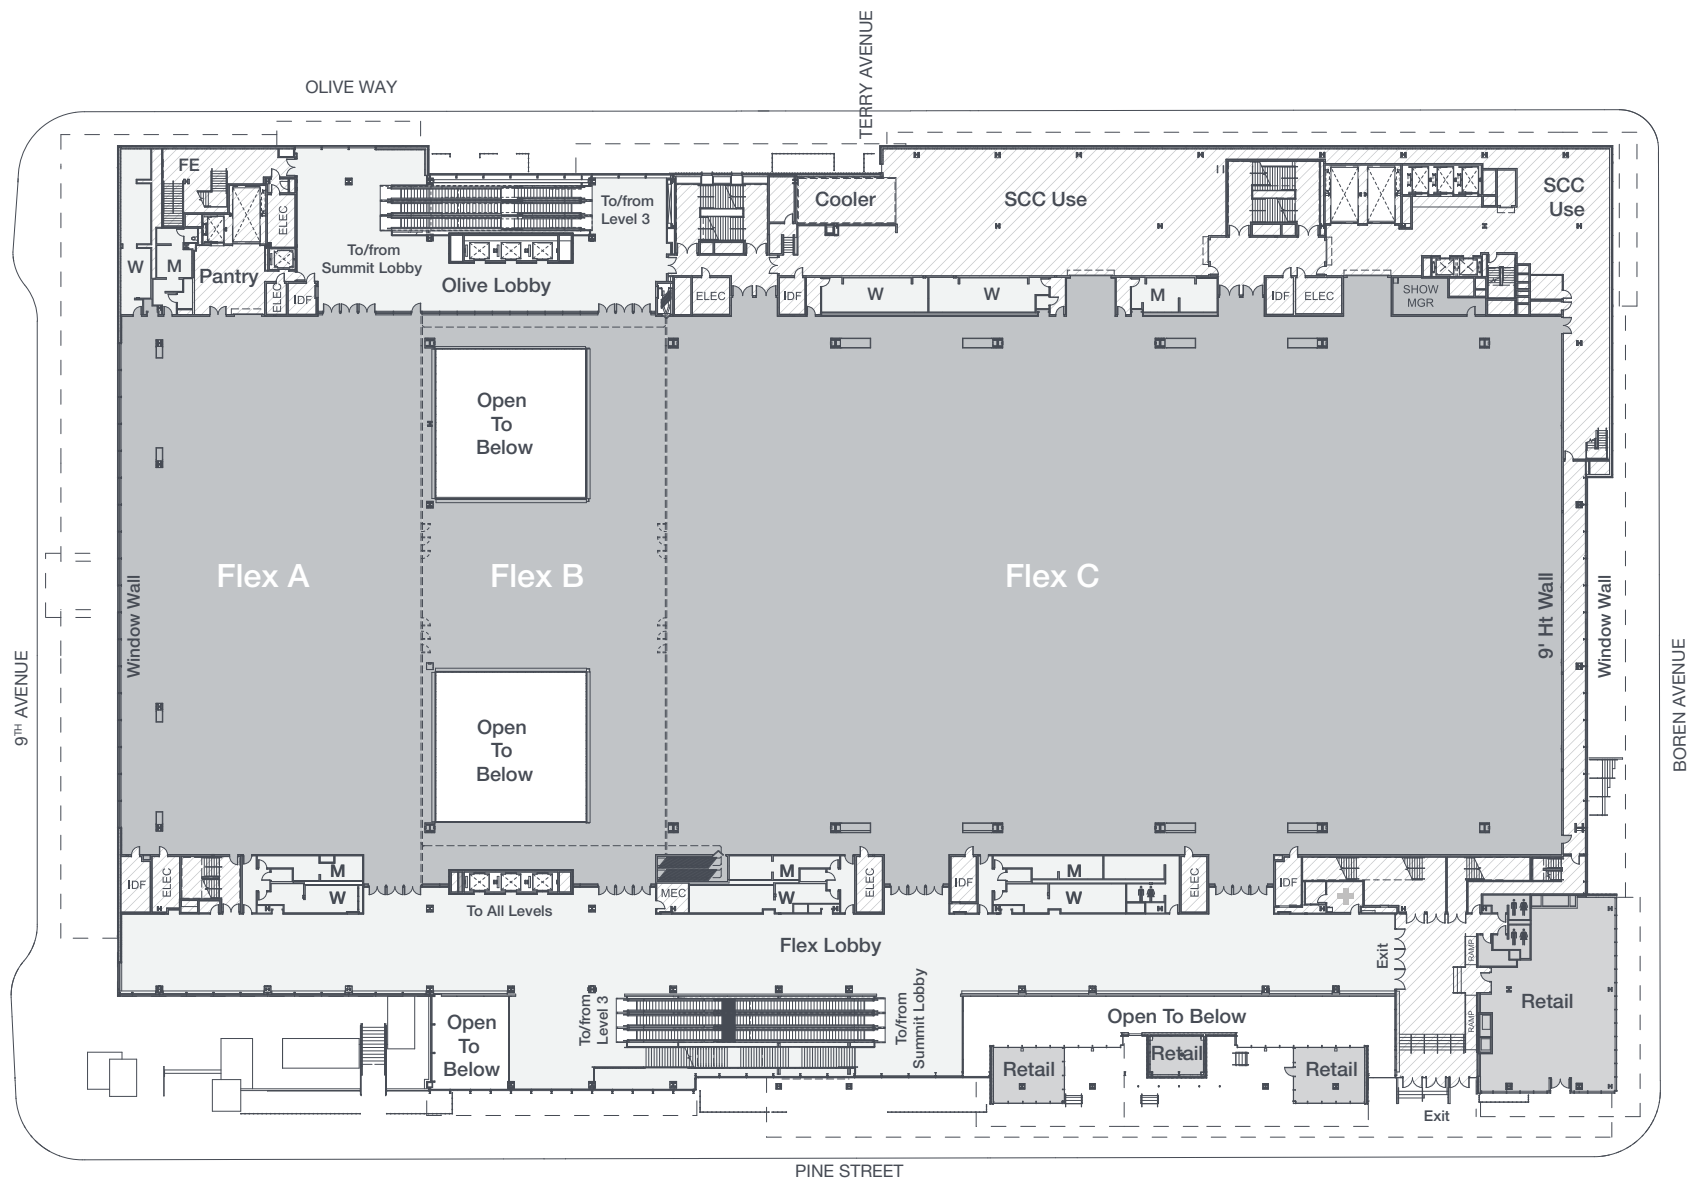 OLIVE WAY
TERRY AVENUE
FE
ELEC
W
M
Pantry
ELEC
IDF
To/from
Summit Lobby
Olive Lobby
To/from
Level 3
Cooler
SCC Use
SCC
Use
ELEC
IDF
W
W
M
IDF
ELEC
SHOW
MGR
Open
To
Below
Flex A
Flex B
Flex C
Window Wall
9' Ht Wall
Window Wall
9TH AVENUE
BOREN AVENUE
Open
To
Below
IDF
ELEC
M
W
To All Levels
MEC
M
W
ELEC
IDF
M
W
ELEC
IDF
Flex Lobby
Exit
RAMP
RAMP
Retail
Open
To
Below
To/from
Level 3
To/from
Summit Lobby
Open To Below
Retail
Retail
Retail
Exit
PINE STREET